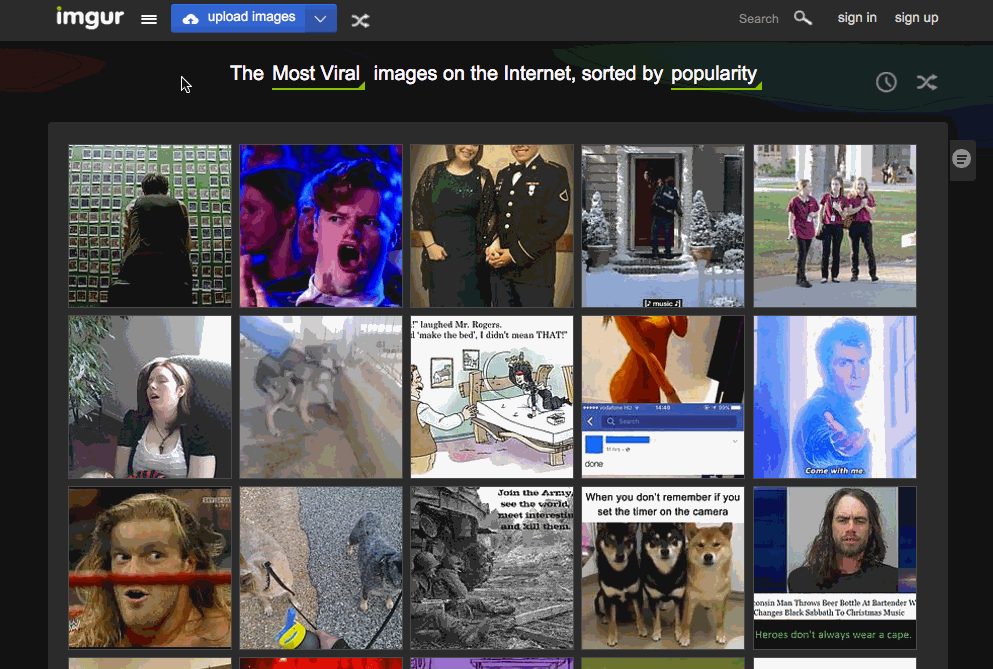 imgur
upload images
Search
sign in
sign up
The Most Viral images on the Internet, sorted by popularity
[♪ music ♪]
!" laughed Mr. Rogers.
'make the bed', I didn't mean THAT!"
vodafone HU
14:49
99%
Search
done
Come with me.
Join the Army,
see the world,
meet interestin
and kill them.
When you don't remember if you
set the timer on the camera
consin Man Throws Beer Bottle At Bartender W
Changes Black Sabbath To Christmas Music
Heroes don't always wear a cape.